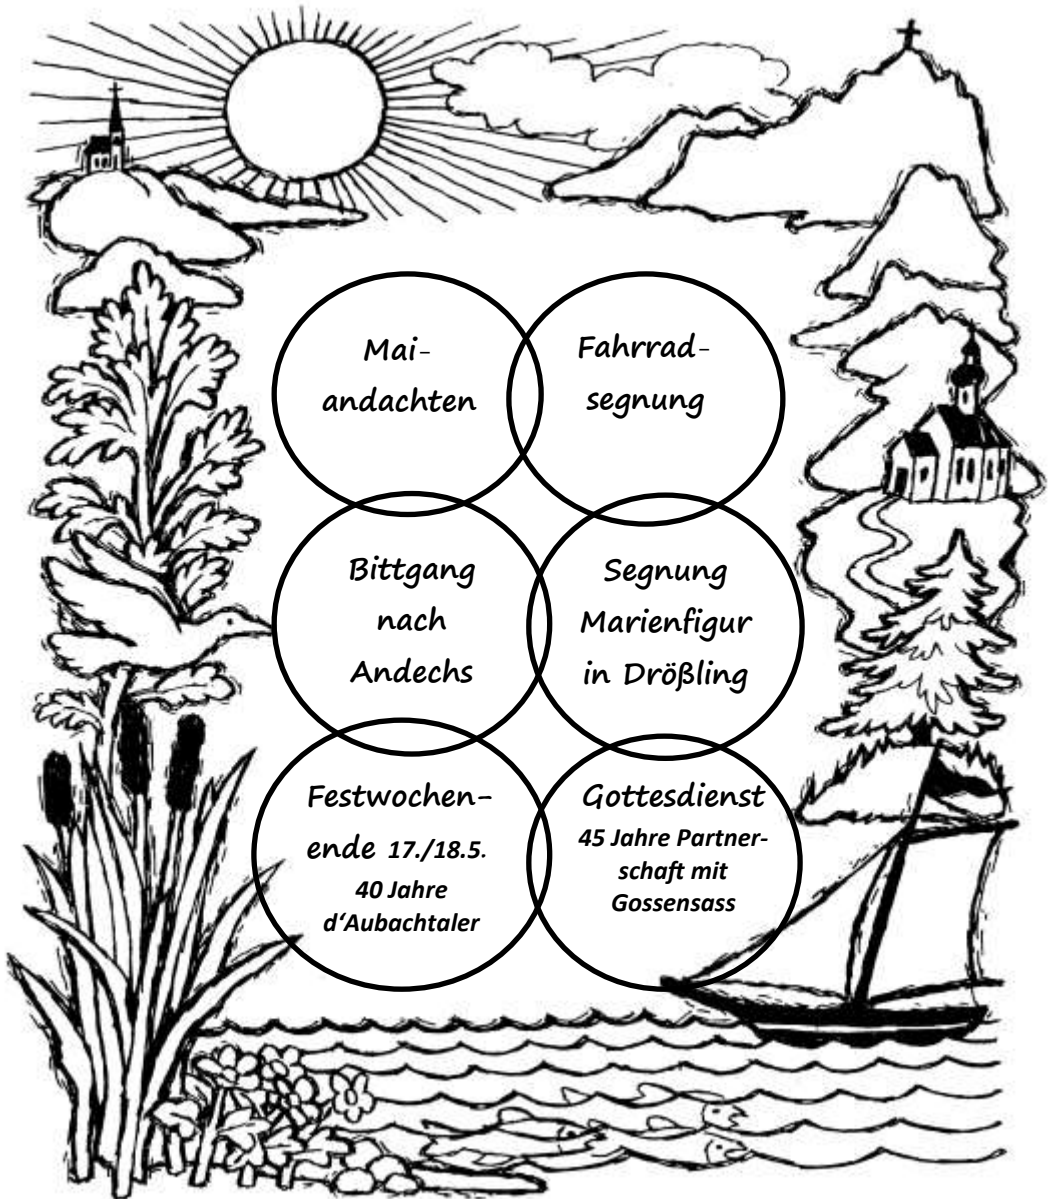 Mai-
andachten
Fahrrad-
segnung
Bittgang
nach
Andechs
Segnung
Marienfigur
in Drößling
Festwochen-
ende 17./18.5.
40 Jahre
d‘Aubachtaler
Gottesdienst
45 Jahre Partner-
schaft mit
Gossensass